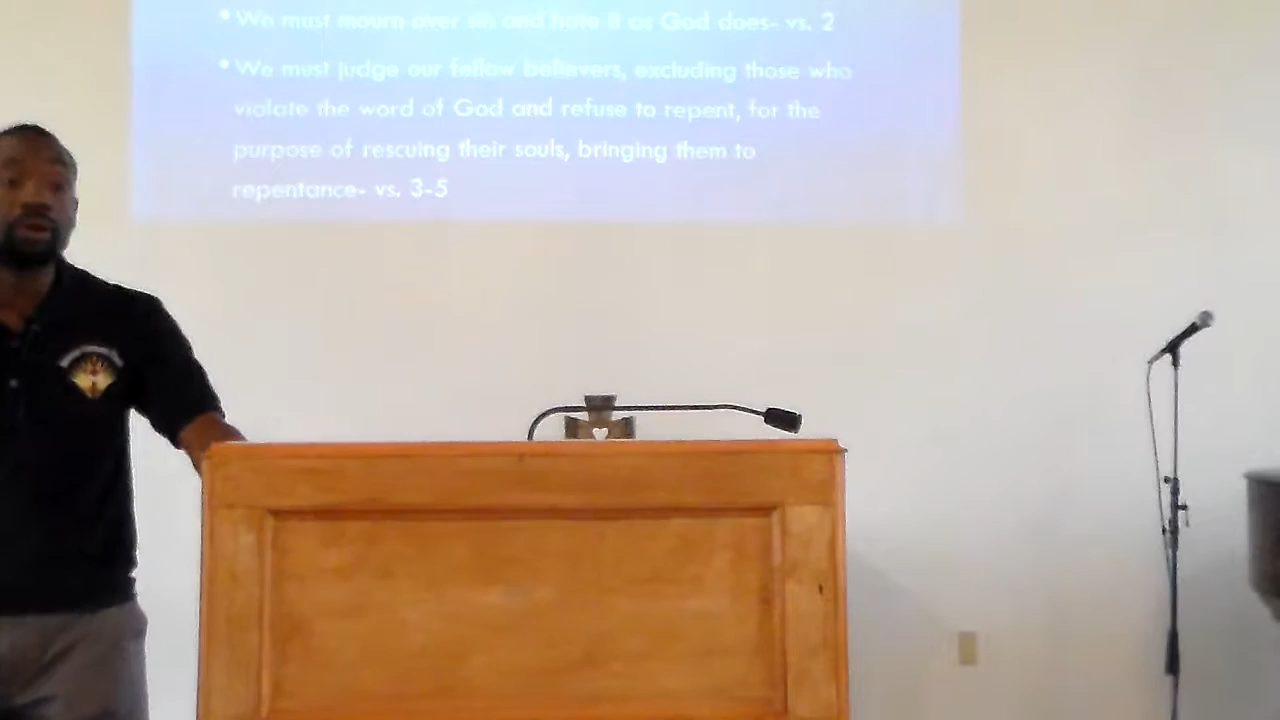 • We must mourn over sin and hate it as God does- vs. 2
• We must judge our fellow believers, excluding those who
violate the word of God and refuse to repent, for the
purpose of rescuing their souls, bringing them to
repentance- vs. 3-5